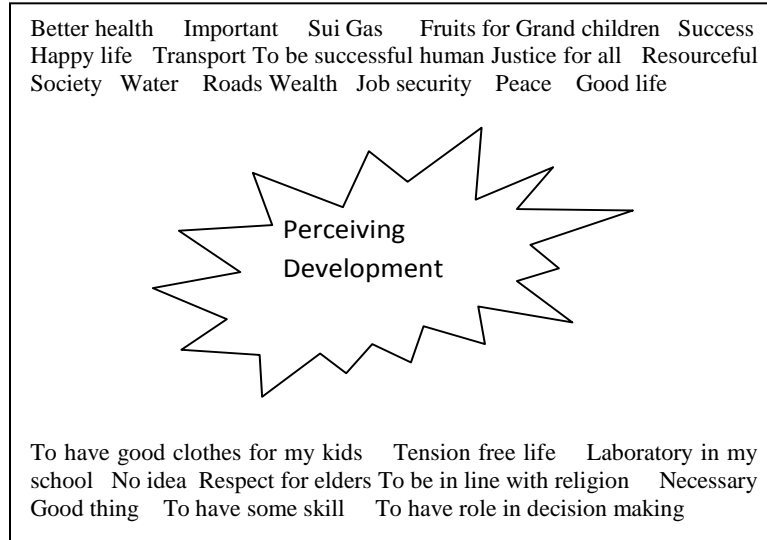 Better health Important Sui Gas Fruits for Grand children Success
Happy life Transport To be successful human Justice for all Resourceful
Society Water Roads Wealth Job security Peace Good life
Perceiving
Development
To have good clothes for my kids Tension free life Laboratory in my
school No idea Respect for elders To be in line with religion Necessary
Good thing To have some skill To have role in decision making